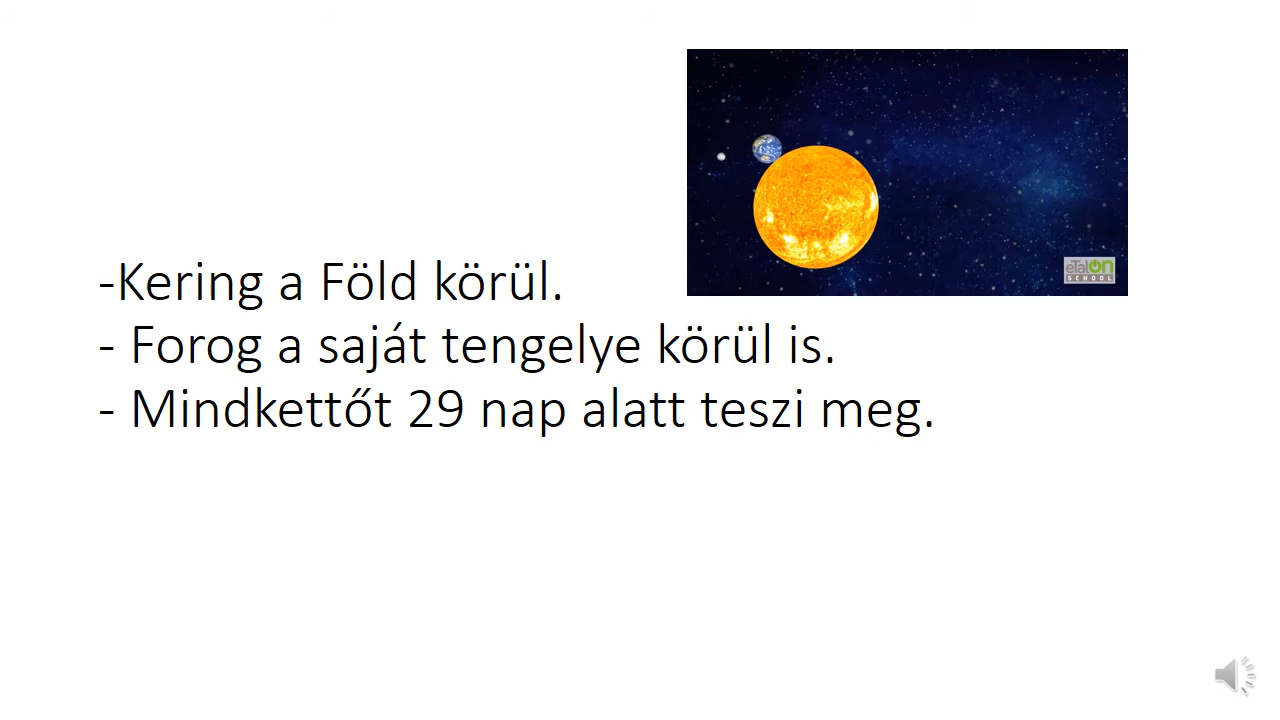 eTalON
SCHOOL
-Kering a Föld körül.
- Forog a saját tengelye körül is.
- Mindkettőt 29 nap alatt teszi meg.